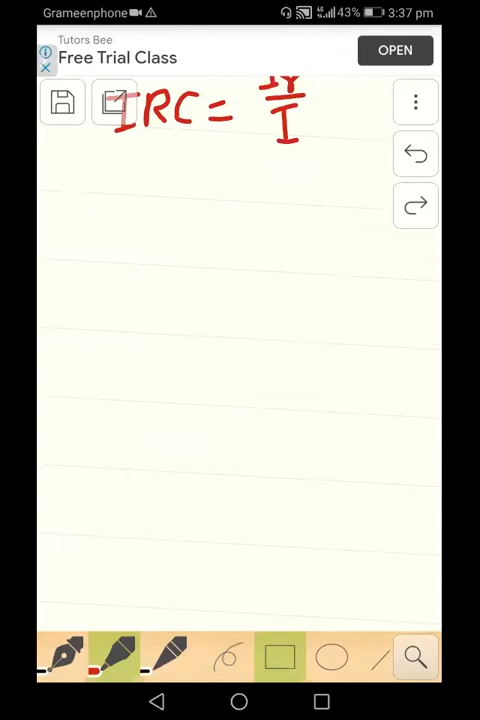 Grameenphone 43% 3:37 pm
Tutors Bee
Free Trial Class
OPEN
IRC =
I